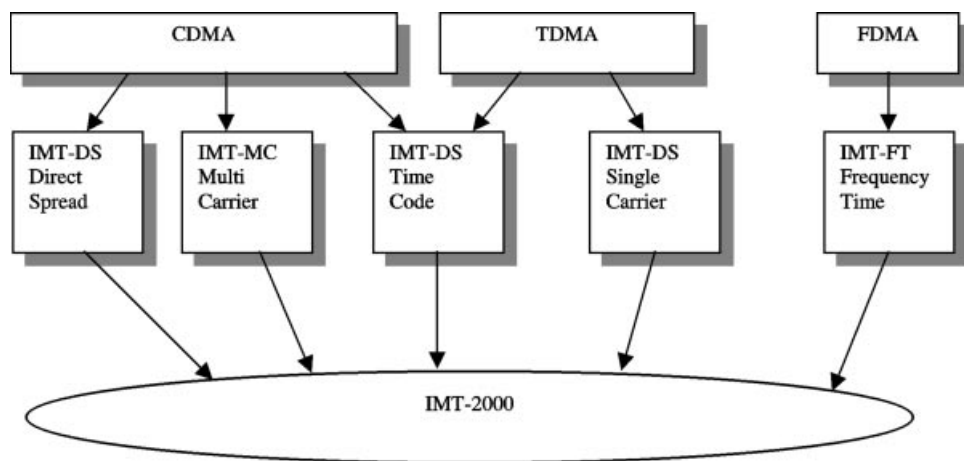 CDMA
TDMA
FDMA
IMT-DS
Direct
Spread
IMT-MC
Multi
Carrier
IMT-DS
Time
Code
IMT-DS
Single
Carrier
IMT-FT
Frequency
Time
IMT-2000